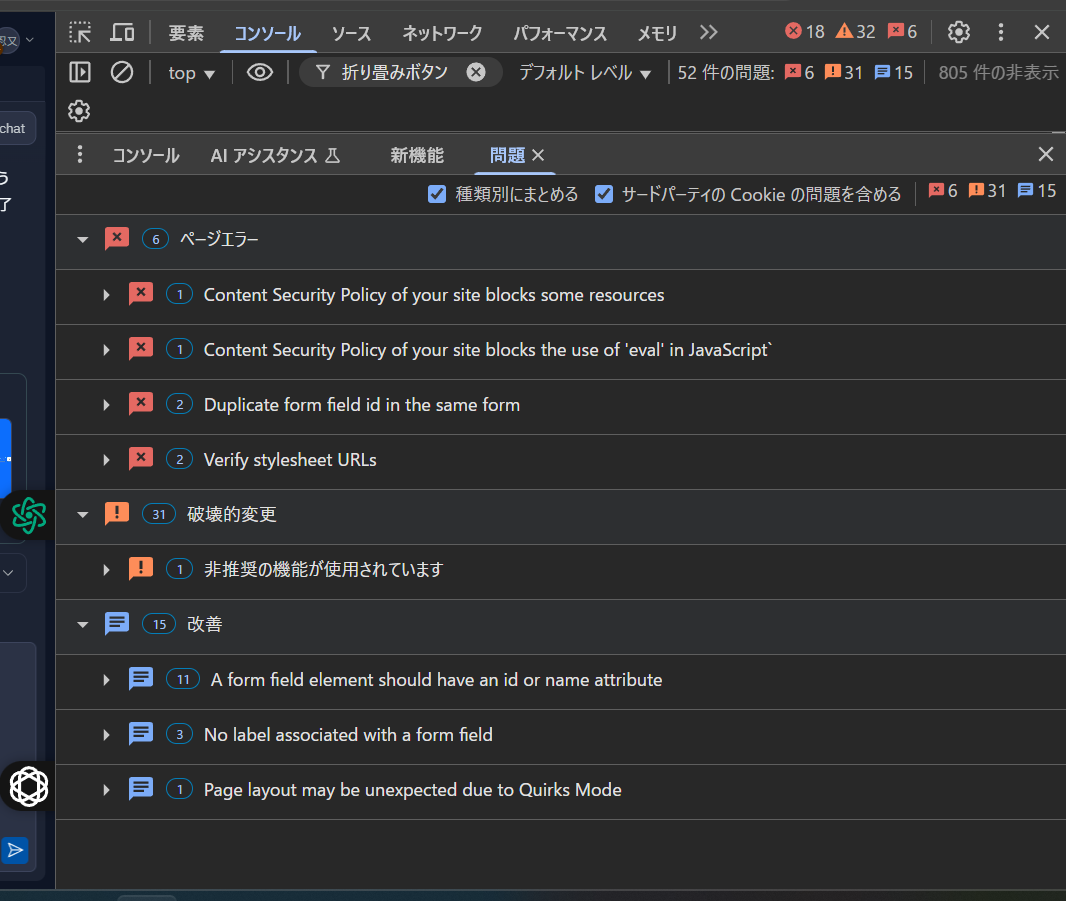 要素 コンソール ソース ネットワーク パフォーマンス メモリ 18 32 6
top 折り畳みボタン デフォルト レベル 52 件の問題: 6 31 15 805 件の非表示
chat
う
了
コンソール AI アシスタンス 新機能 問題
種類別にまとめる サードパーティの Cookie の問題を含める 6 31 15
6 ページエラー
1 Content Security Policy of your site blocks some resources
1 Content Security Policy of your site blocks the use of 'eval' in JavaScript`
2 Duplicate form field id in the same form
2 Verify stylesheet URLs
31 破壊的変更
1 非推奨の機能が使用されています
15 改善
11 A form field element should have an id or name attribute
3 No label associated with a form field
1 Page layout may be unexpected due to Quirks Mode